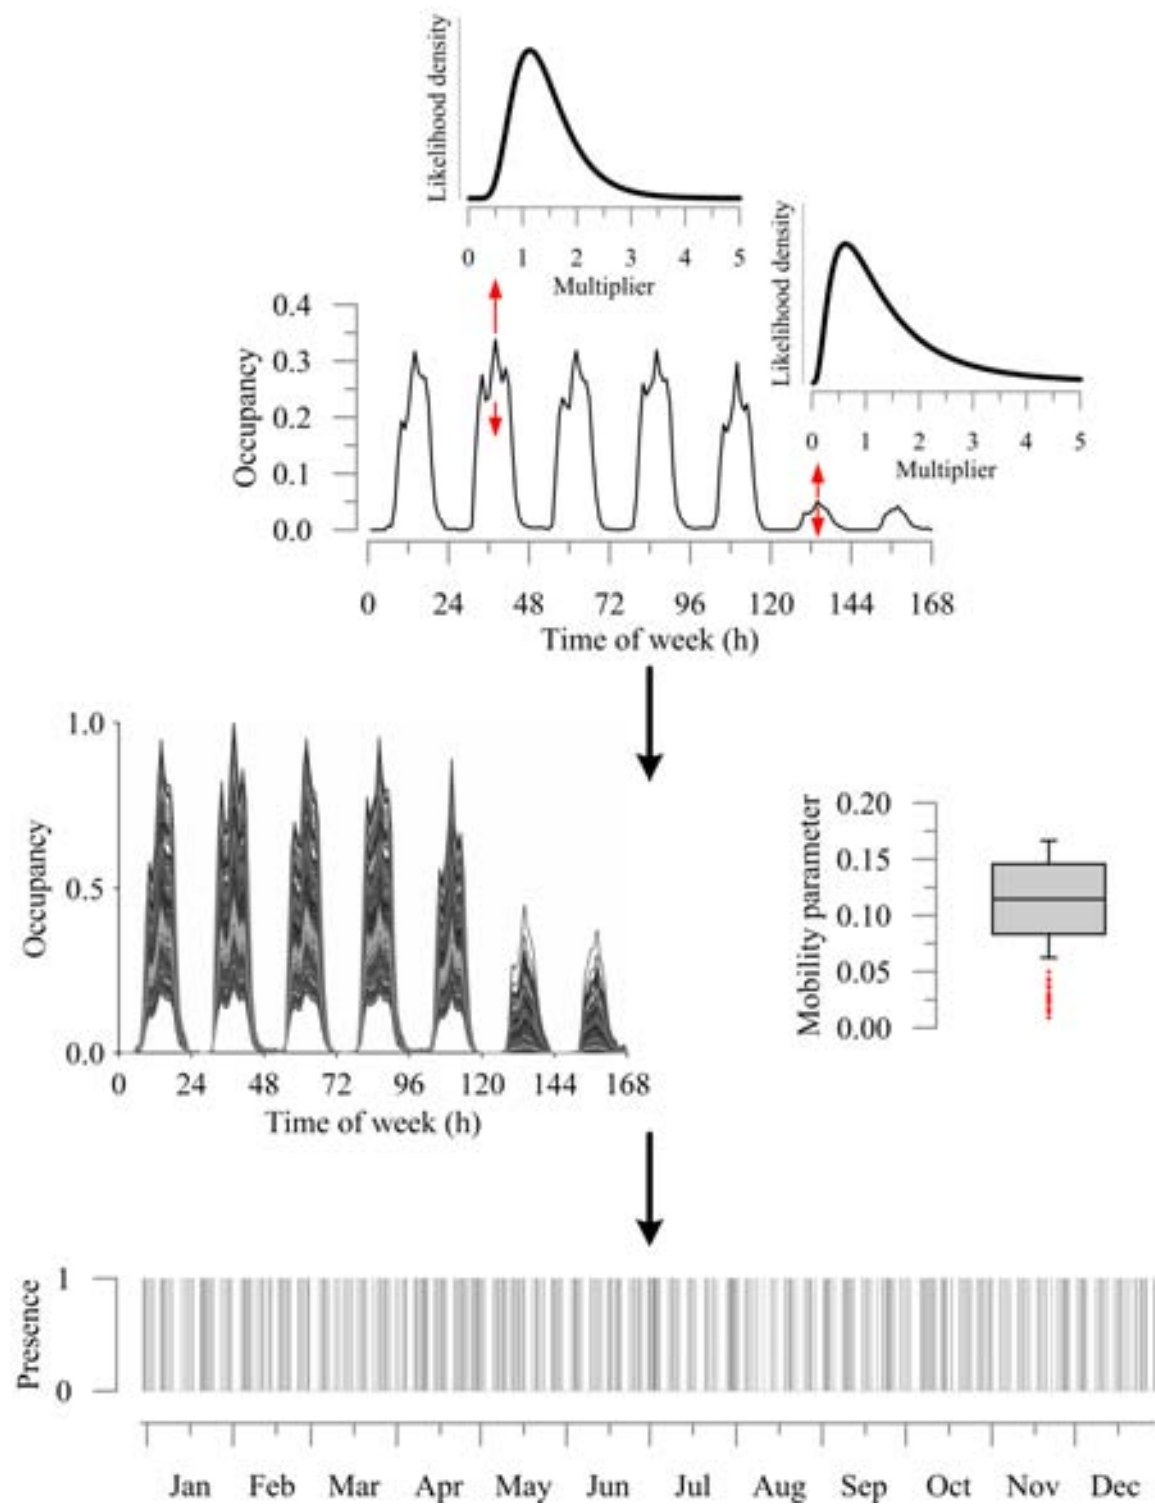 Likelihood density
0 1 2 3 4 5
Multiplier
Likelihood density
0 1 2 3 4 5
Multiplier
0.4
0.3
0.2
0.1
0.0
Occupancy
0 24 48 72 96 120 144 168
Time of week (h)
1.0
0.5
0.0
Occupancy
0 24 48 72 96 120 144 168
Time of week (h)
0.20
0.15
0.10
0.05
0.00
Mobility parameter
1
0
Presence
Jan Feb Mar Apr May Jun Jul Aug Sep Oct Nov Dec